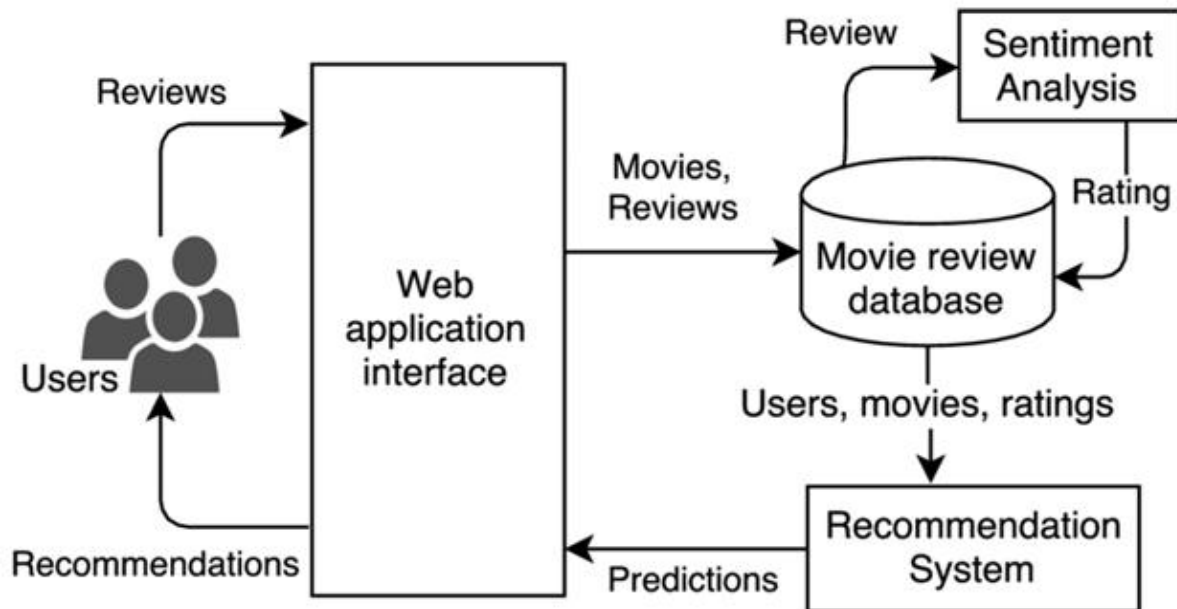 Reviews
Users
Recommendations
Web
application
interface
Movies,
Reviews
Review
Sentiment
Analysis
Rating
Movie review
database
Users, movies, ratings
Recommendation
System
Predictions